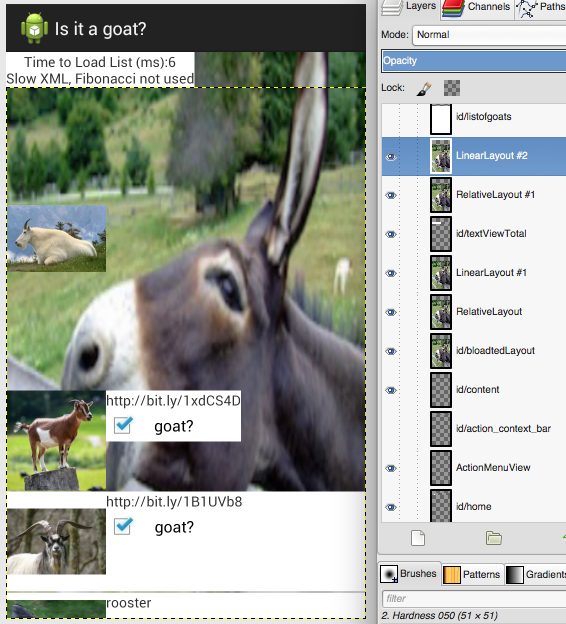 Is it a goat?
Time to Load List (ms):6
Slow XML, Fibonacci not used
http://bit.ly/1xdCS4D
goat?
http://bit.ly/1B1UVb8
goat?
rooster
Layers
Channels
Paths
Mode: Normal
Opacity
Lock:
id/listofgoats
LinearLayout #2
RelativeLayout #1
id/textViewTotal
LinearLayout #1
RelativeLayout
id/bloadtedLayout
id/content
id/action_context_bar
ActionMenuView
id/home
Brushes
Patterns
Gradients
filter
2. Hardness 050 (51 × 51)